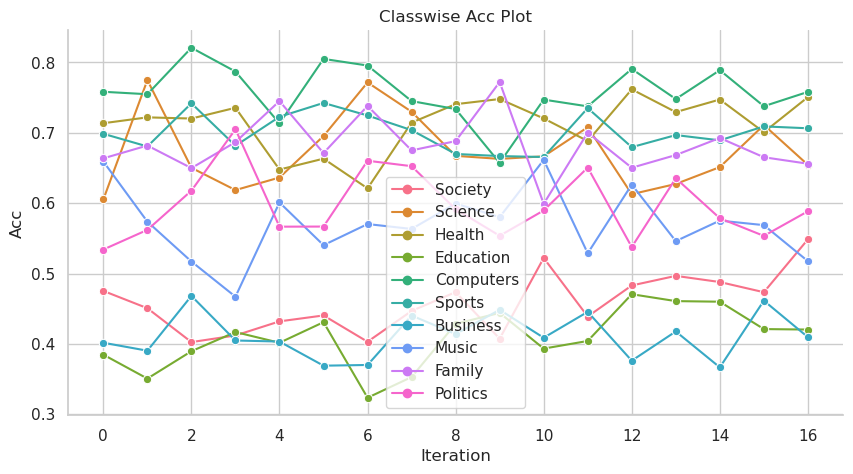 Classwise Acc Plot
Acc
0.8
0.7
0.6
0.5
0.4
0.3
Society
Science
Health
Education
Computers
Sports
Business
Music
Family
Politics
0 2 4 6 8 10 12 14 16
Iteration